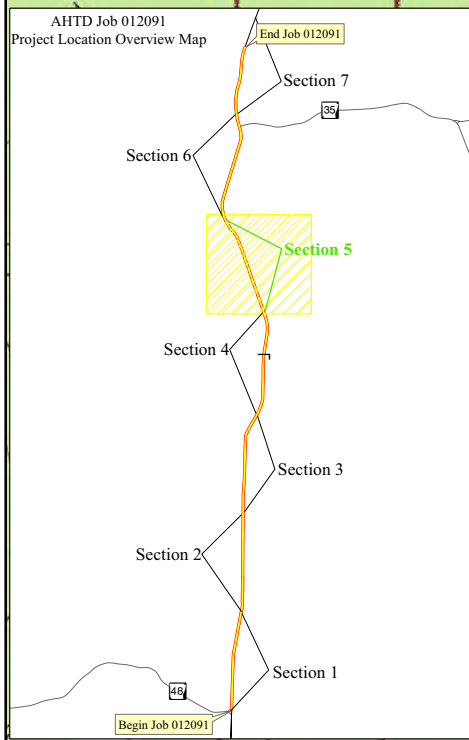 AHTD Job 012091
Project Location Overview Map
End Job 012091
Section 7
35
Section 6
Section 5
Section 4
Section 3
Section 2
Section 1
48
Begin Job 012091